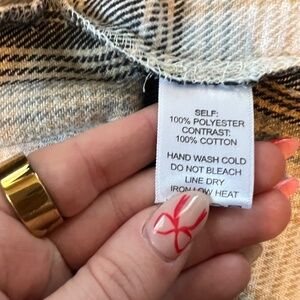 SELF:
100% POLYESTER
CONTRAST:
100% COTTON
HAND WASH COLD
DO NOT BLEACH
LINE DRY
IRON LOW HEAT